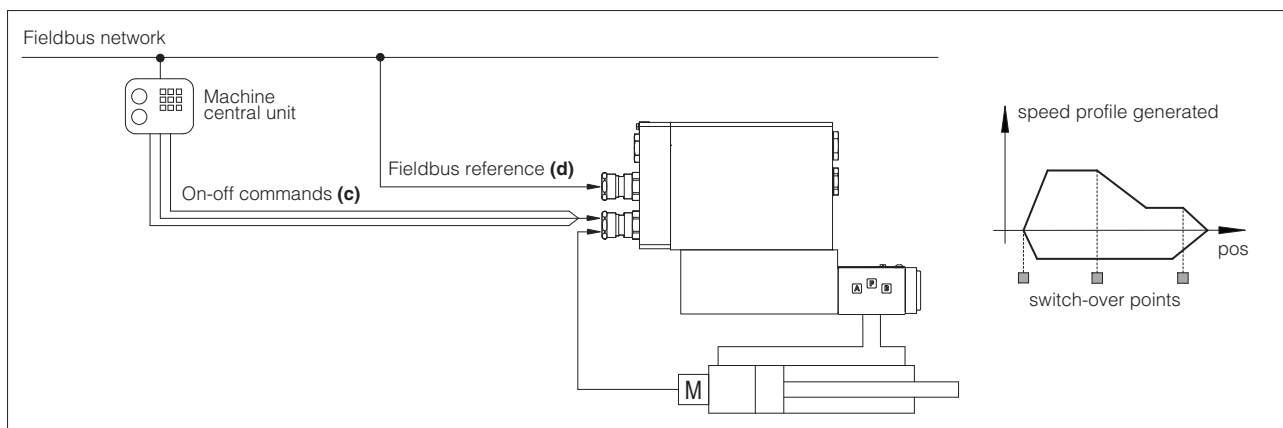 Fieldbus network
Machine
central unit
Fieldbus reference (d)
On-off commands (c)
A P B
M
speed profile generated
pos
switch-over points